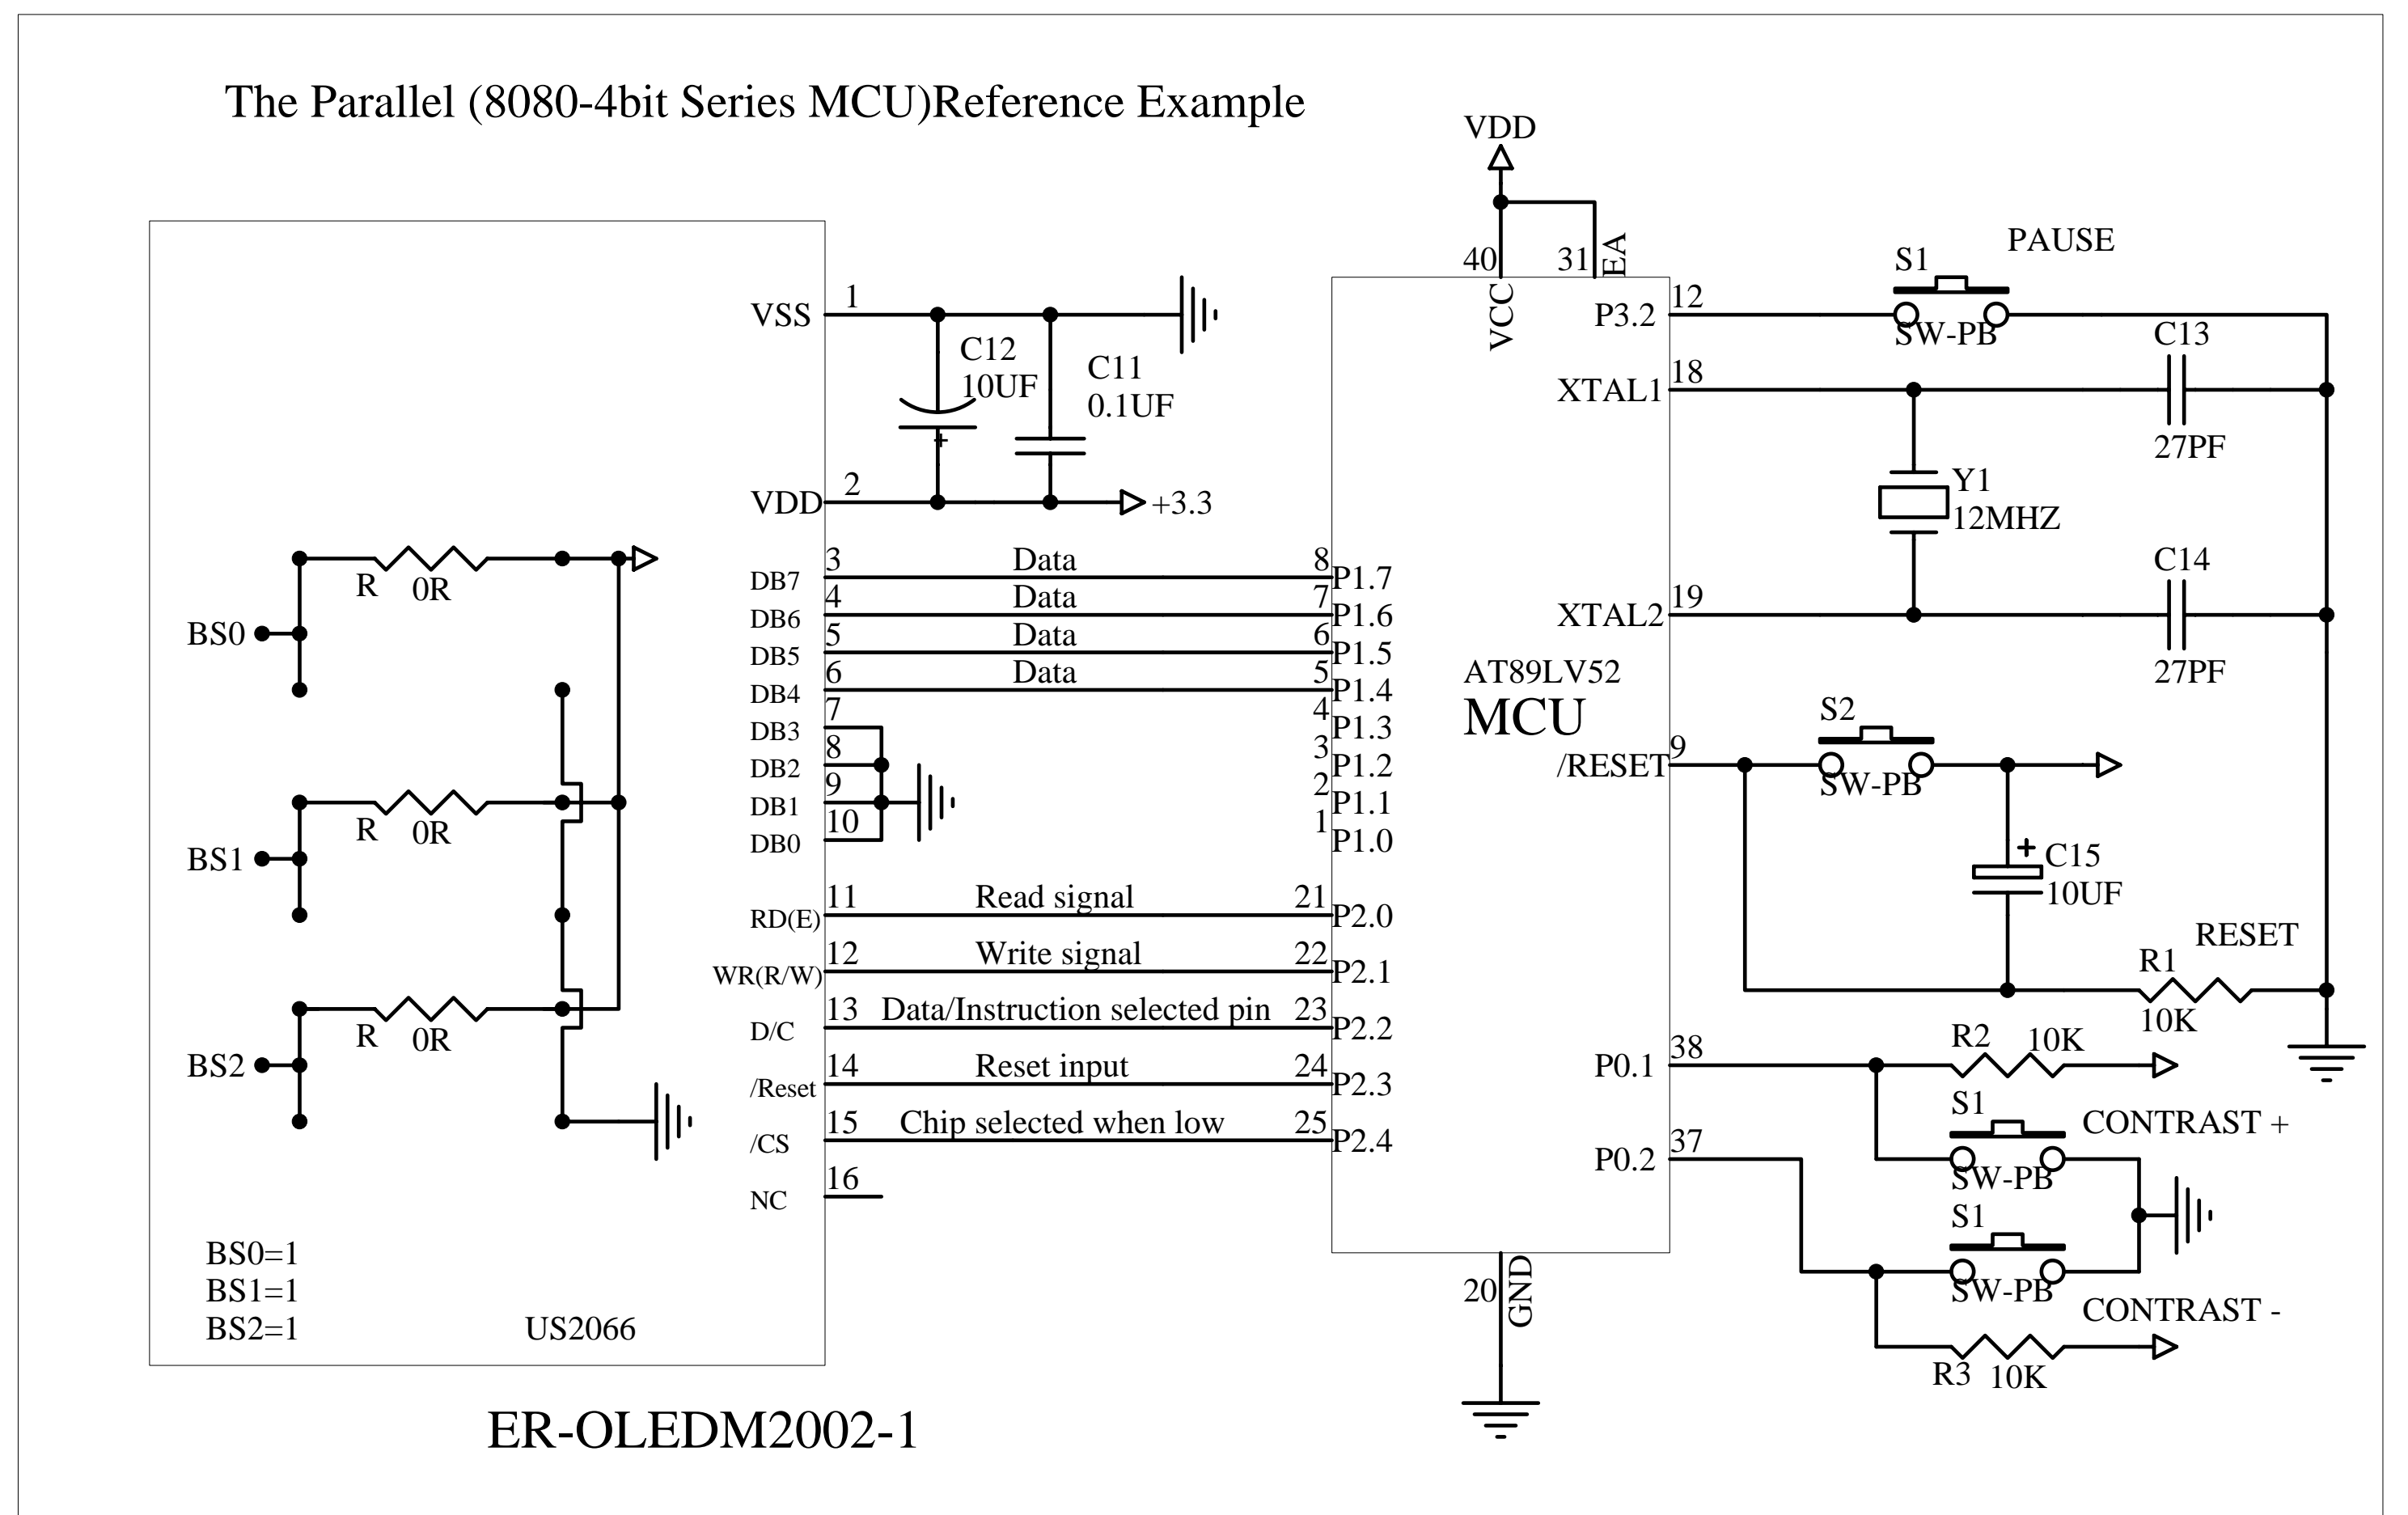 The Parallel (8080-4bit Series MCU)Reference Example
VDD
40
31
EA
VCC
VSS
1
C12
10UF
C11
0.1UF
VDD
2
+3.3
DB7
3
Data
8
P1.7
DB6
4
Data
7
P1.6
DB5
5
Data
6
P1.5
DB4
6
Data
5
P1.4
DB3
7
4
P1.3
DB2
8
3
P1.2
DB1
9
2
P1.1
DB0
10
1
P1.0
RD(E)
11
Read signal
21
P2.0
WR(R/W)
12
Write signal
22
P2.1
D/C
13
Data/Instruction selected pin
23
P2.2
/Reset
14
Reset input
24
P2.3
/CS
15
Chip selected when low
25
P2.4
NC
16
BS0
R
0R
BS1
R
0R
BS2
R
0R
BS0=1
BS1=1
BS2=1
US2066
ER-OLEDM2002-1
AT89LV52
MCU
20
GND
P3.2
12
S1
PAUSE
SW-PB
XTAL1
18
C13
27PF
Y1
12MHZ
XTAL2
19
C14
27PF
/RESET
9
S2
SW-PB
C15
10UF
RESET
R1
10K
P0.1
38
R2
10K
S1
CONTRAST +
SW-PB
P0.2
37
S1
SW-PB
CONTRAST -
R3
10K